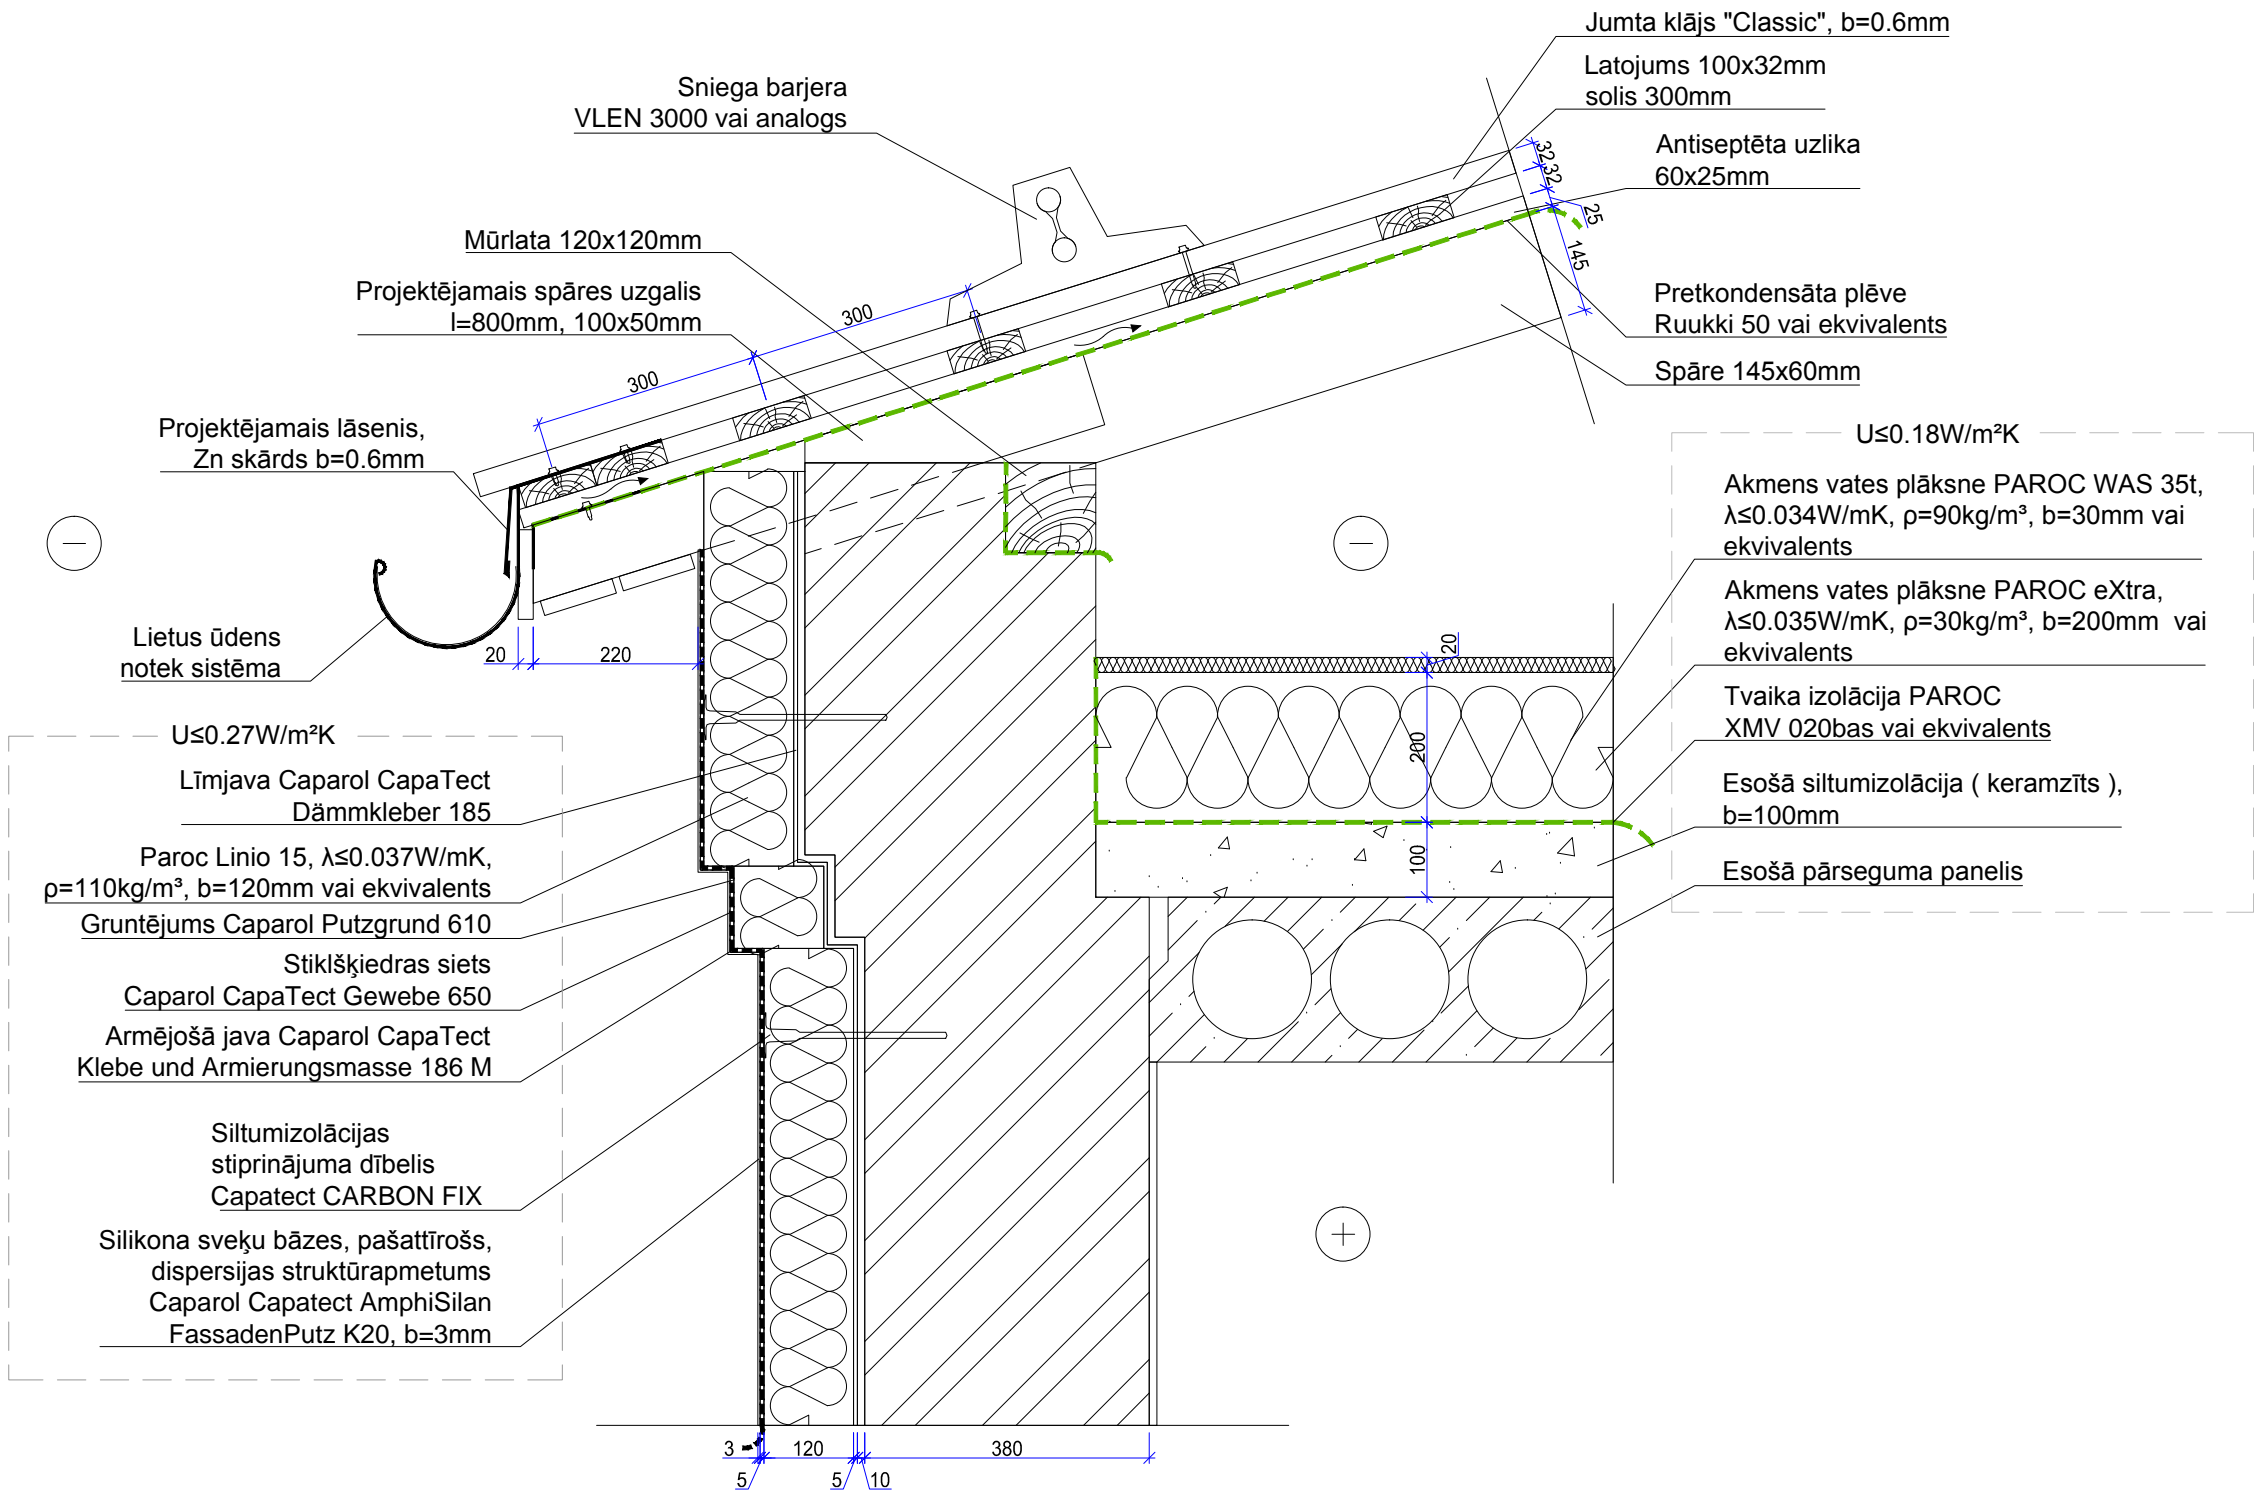 Jumta klājs "Classic", b=0.6mm
Latojums 100x32mm
solis 300mm
Antiseptēta uzlika
60x25mm
Pretkondensāta plēve
Ruukki 50 vai ekvivalents
Spāre 145x60mm
Sniega barjera
VLEN 3000 vai analogs
Mūrlata 120x120mm
Projektējamais spāres uzgalis
l=800mm, 100x50mm
Projektējamais lāsenis,
Zn skārds b=0.6mm
Lietus ūdens
notek sistēma
300
300
32
32
25
145
20
220
U≤0.27W/m²K
Līmjava Caparol CapaTect
Dämmkleber 185
Paroc Linio 15, λ≤0.037W/mK,
ρ=110kg/m³, b=120mm vai ekvivalents
Gruntējums Caparol Putzgrund 610
Stiklšķiedras siets
Caparol CapaTect Gewebe 650
Armējošā java Caparol CapaTect
Klebe und Armierungsmasse 186 M
Siltumizolācijas
stiprinājuma dībelis
Capatect CARBON FIX
Silikona sveķu bāzes, pašattīrošs,
dispersijas struktūrapmetums
Caparol Capatect AmphiSilan
FassadenPutz K20, b=3mm
U≤0.18W/m²K
Akmens vates plāksne PAROC WAS 35t,
λ≤0.034W/mK, ρ=90kg/m³, b=30mm vai
ekvivalents
Akmens vates plāksne PAROC eXtra,
λ≤0.035W/mK, ρ=30kg/m³, b=200mm vai
ekvivalents
Tvaika izolācija PAROC
XMV 020bas vai ekvivalents
Esošā siltumizolācija ( keramzīts ),
b=100mm
Esošā pārseguma panelis
20
200
100
3
120
380
5
5
10